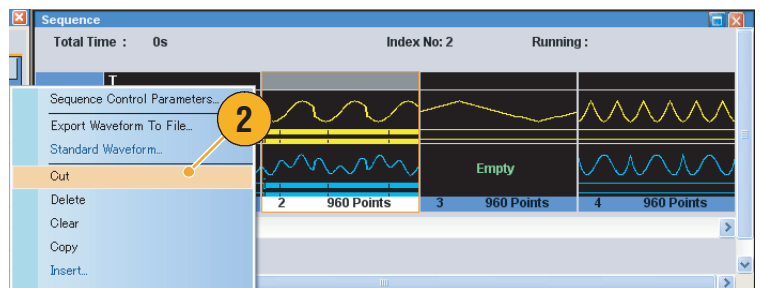 Sequence
Total Time : 0s Index No: 2 Running :
T
Sequence Control Parameters...
Export Waveform To File...
2
Standard Waveform...
Cut
Empty
Delete
2 960 Points 3 960 Points 4 960 Points
Clear
Copy
Insert...